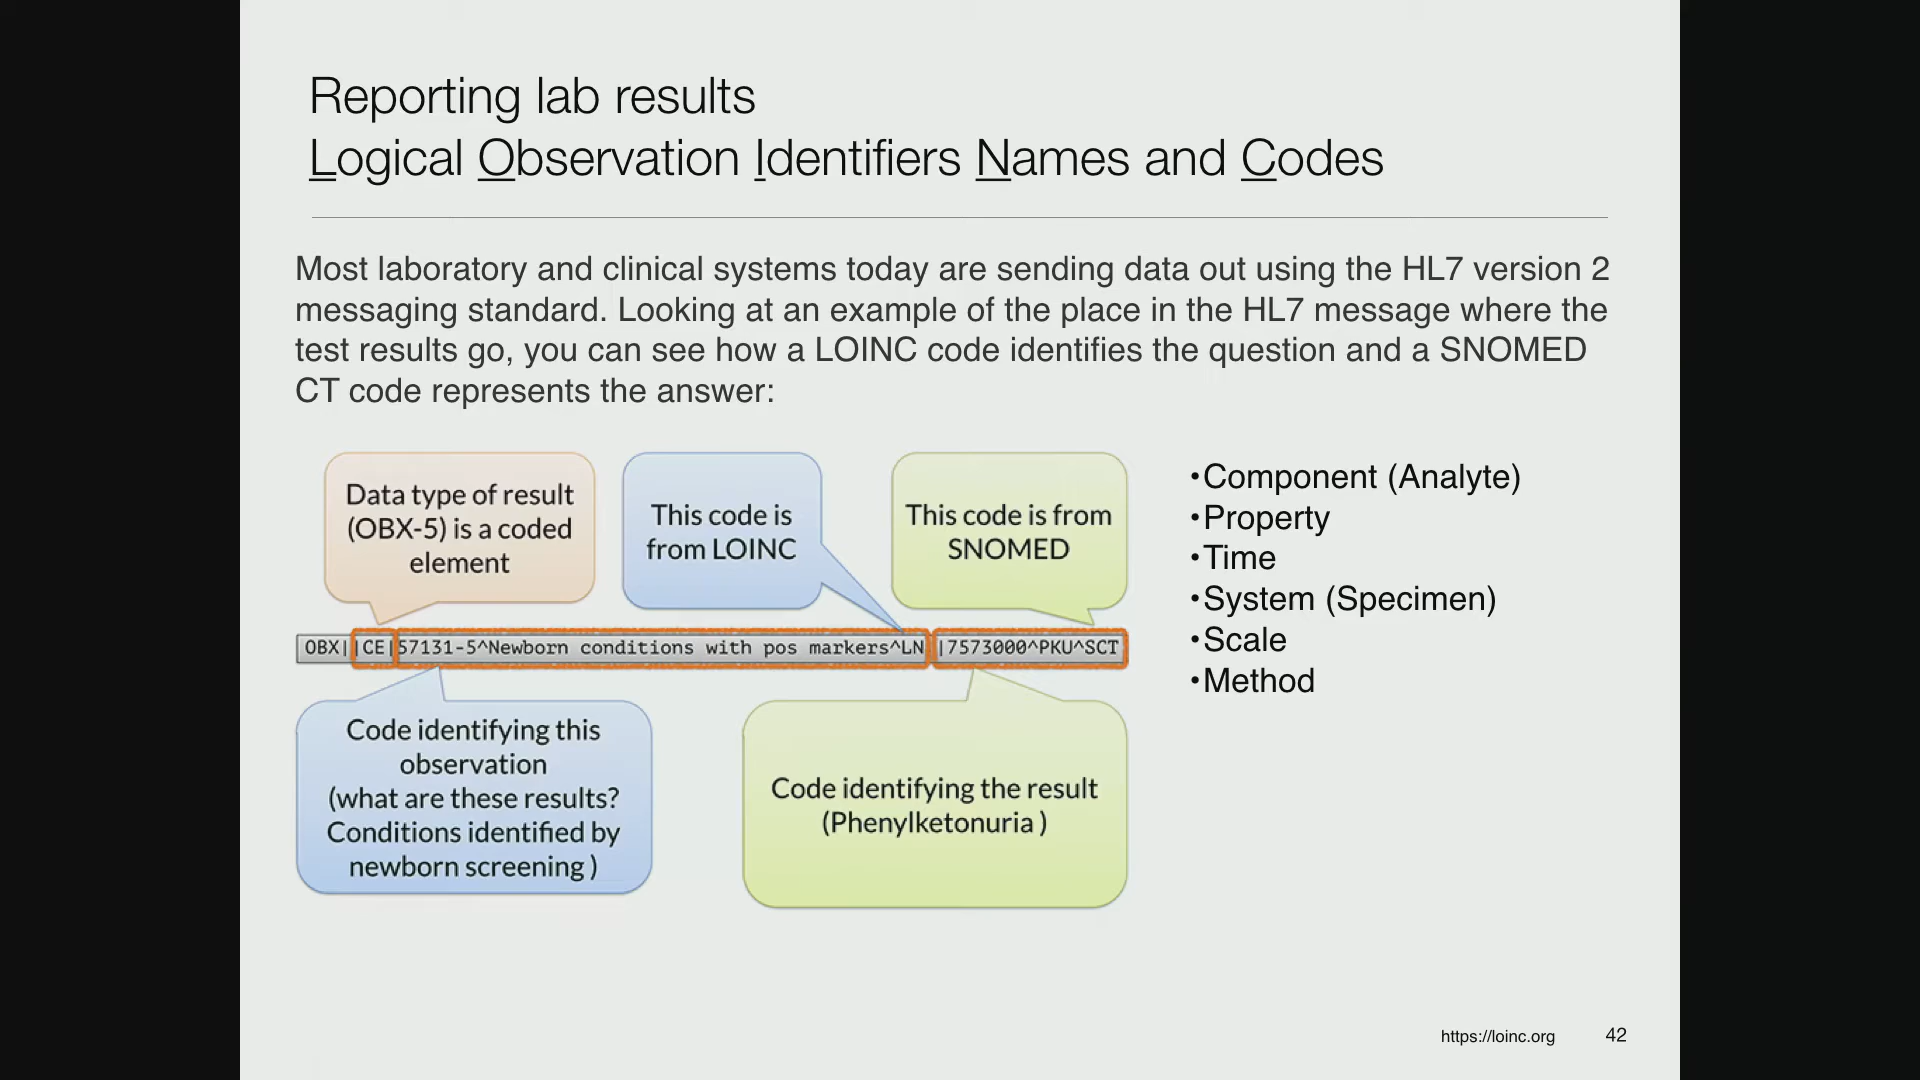 Reporting lab results
Logical Observation Identifiers Names and Codes
Most laboratory and clinical systems today are sending data out using the HL7 version 2
messaging standard. Looking at an example of the place in the HL7 message where the
test results go, you can see how a LOINC code identifies the question and a SNOMED
CT code represents the answer:
Data type of result
(OBX-5) is a coded
element
This code is
from LOINC
This code is from
SNOMED
OBX||CE|57131-5^Newborn conditions with pos markers^LN|7573000^PKU^SCT
Code identifying this
observation
(what are these results?
Conditions identified by
newborn screening )
Code identifying the result
(Phenylketonuria )
•Component (Analyte)
•Property
•Time
•System (Specimen)
•Scale
•Method
https://loinc.org
42